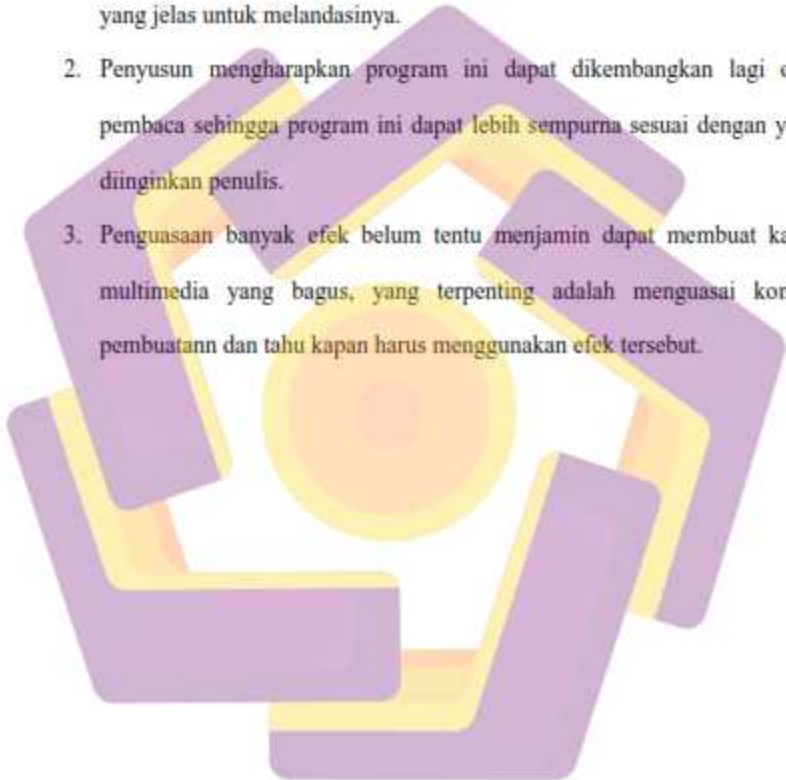 yang jelas untuk melandasinya.
2. Penyusun mengharapkan program ini dapat dikembangkan lagi
pembaca sehingga program ini dapat lebih sempurna sesuai dengan
diinginkan penulis.
3. Penguasaan banyak efek belum tentu menjamin dapat membuat
multimedia yang bagus, yang terpenting adalah menguasai
pembuatann dan tahu kapan harus menggunakan efek tersebut.